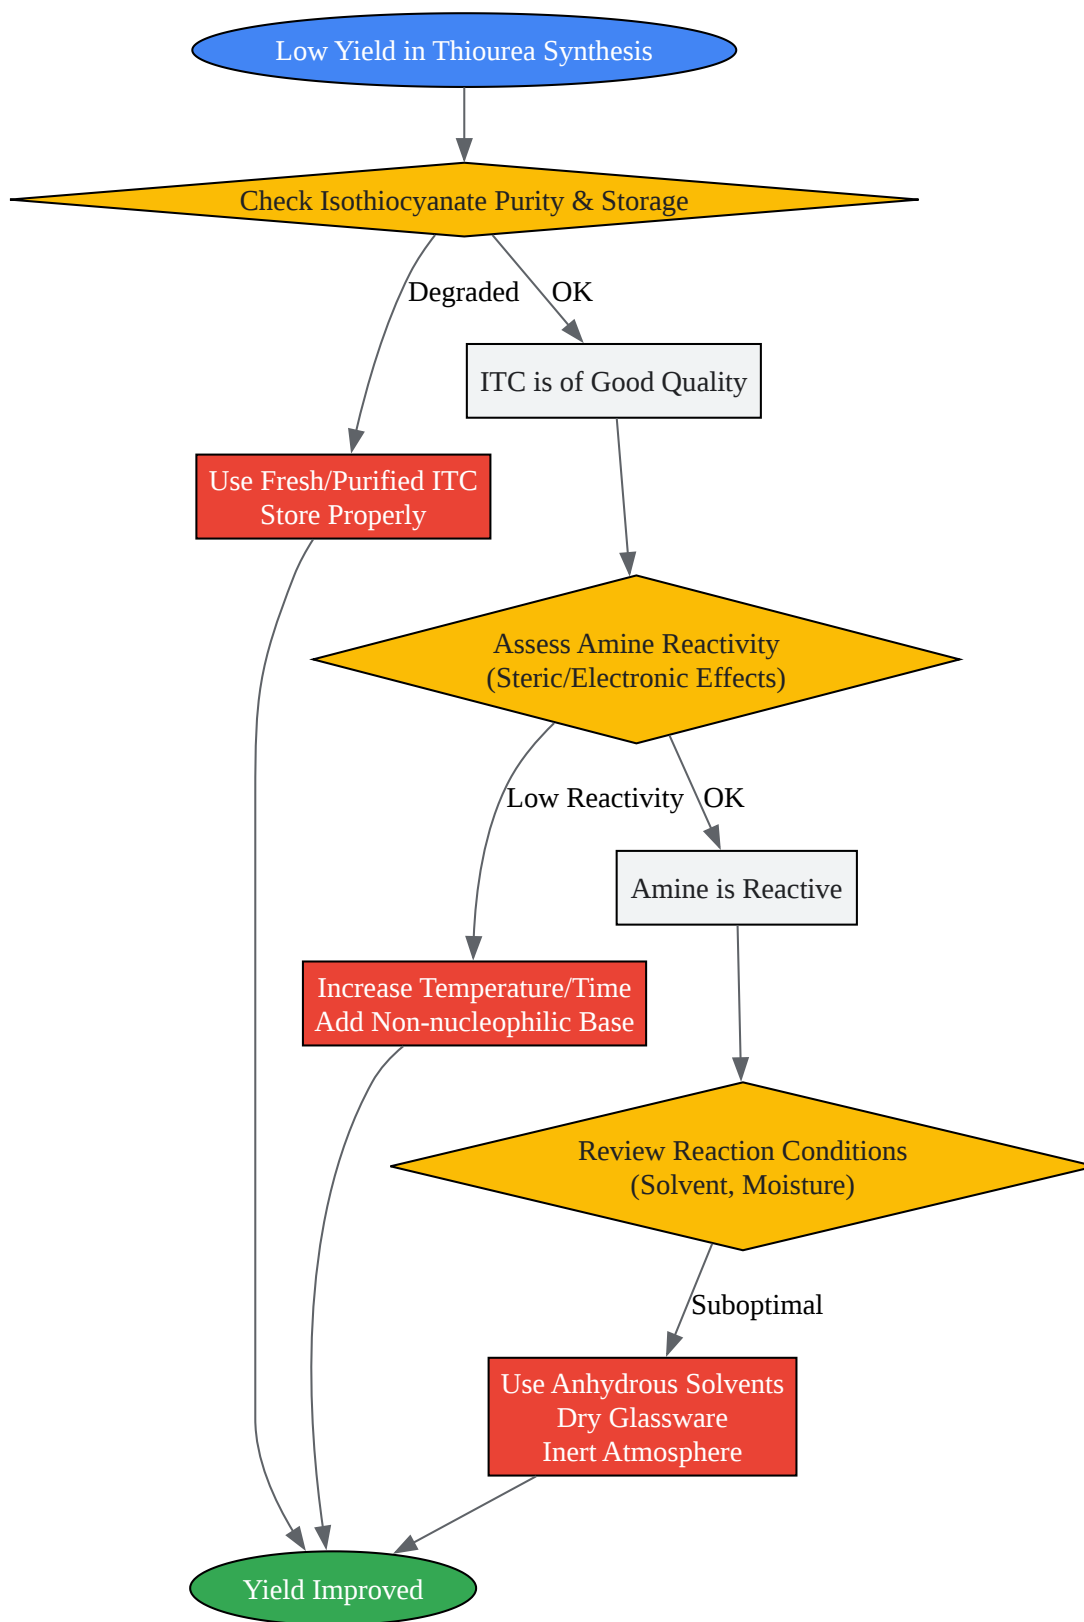 Low Yield in Thiourea Synthesis
Check Isothiocyanate Purity & Storage
Degraded
OK
ITC is of Good Quality
Use Fresh/Purified ITC
Store Properly
Assess Amine Reactivity
(Steric/Electronic Effects)
Low Reactivity
OK
Amine is Reactive
Increase Temperature/Time
Add Non-nucleophilic Base
Review Reaction Conditions
(Solvent, Moisture)
Suboptimal
Use Anhydrous Solvents
Dry Glassware
Inert Atmosphere
Yield Improved